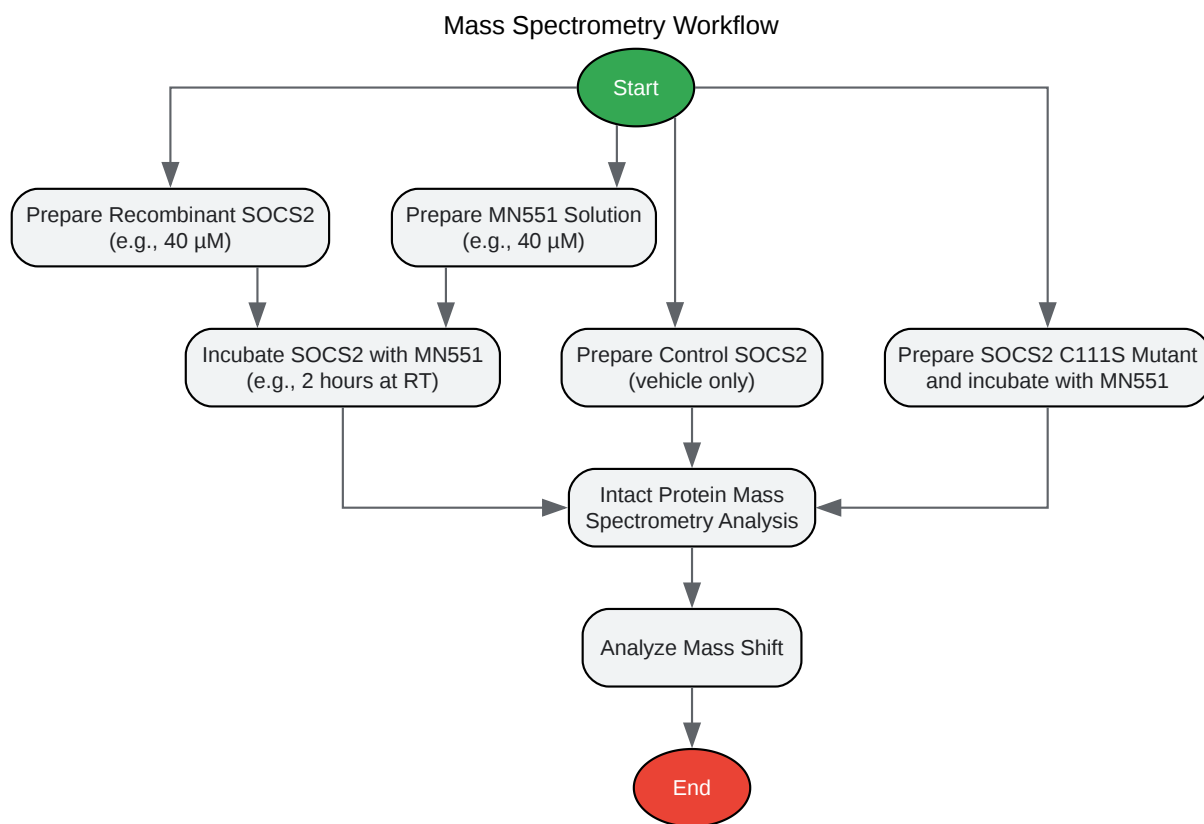 Mass Spectrometry Workflow
Start
Prepare Recombinant SOCS2
(e.g., 40 µM)
Prepare MN551 Solution
(e.g., 40 µM)
Incubate SOCS2 with MN551
(e.g., 2 hours at RT)
Prepare Control SOCS2
(vehicle only)
Prepare SOCS2 C111S Mutant
and incubate with MN551
Intact Protein Mass
Spectrometry Analysis
Analyze Mass Shift
End